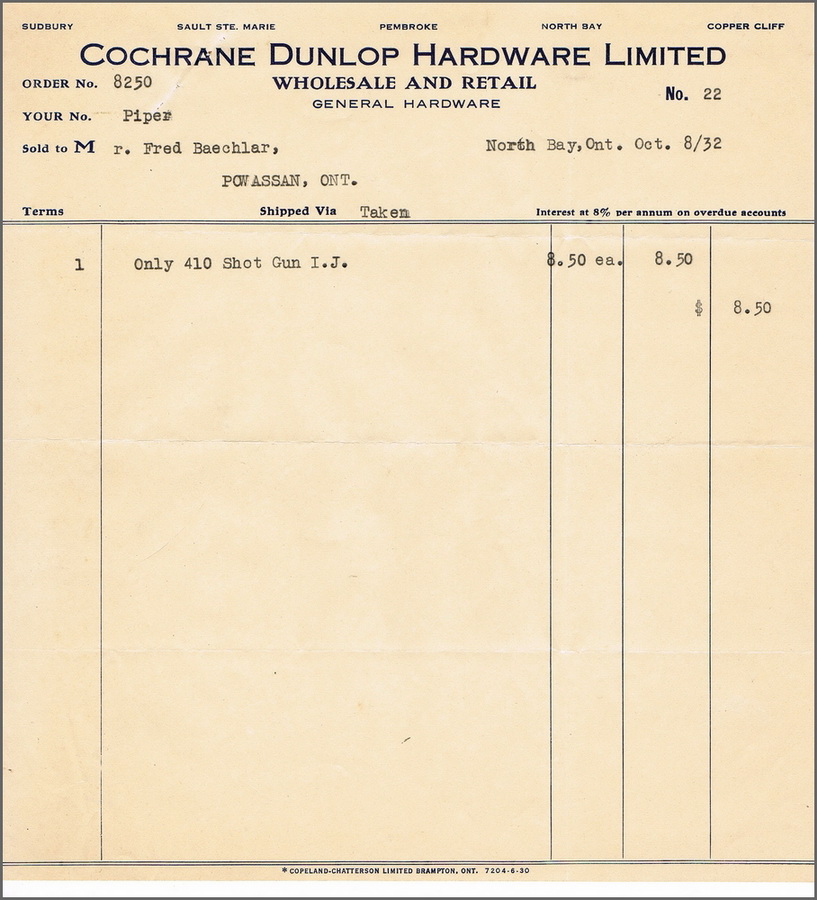 SUDBURY SAULT STE. MARIE PEMBROKE NORTH BAY COPPER CLIFF
COCHRANE DUNLOP HARDWARE LIMITED
ORDER No. 8250 WHOLESALE AND RETAIL
GENERAL HARDWARE No. 22
YOUR No. Piper
Sold to M r. Fred Baechlar, North Bay,Ont. Oct. 8/32
POWASSAN, ONT.
Terms Shipped Via Taken Interest at 8% per annum on overdue accounts
1 Only 410 Shot Gun I.J. 8.50 ea. 8.50
$ 8.50
* COPELAND-CHATTERSON LIMITED BRAMPTON, ONT. 7204-6-30